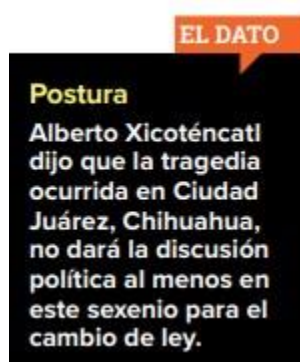 EL DATO
Postura
Alberto Xicoténcatl
dijo que la tragedia
ocurrida en Ciudad
Juárez, Chihuahua,
no dará la discusión
política al menos en
este sexenio para el
cambio de ley.